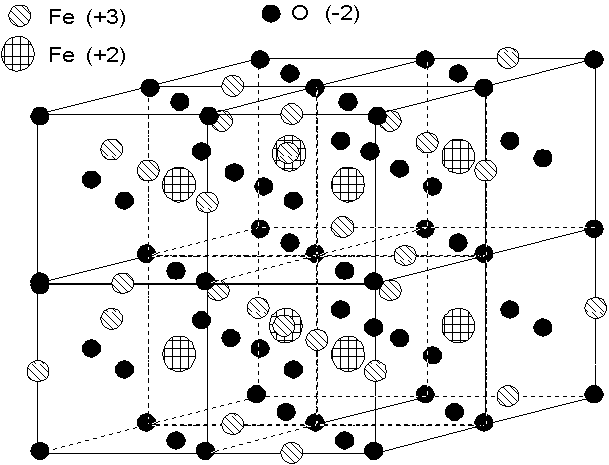 Fe (+3)
O (-2)
Fe (+2)